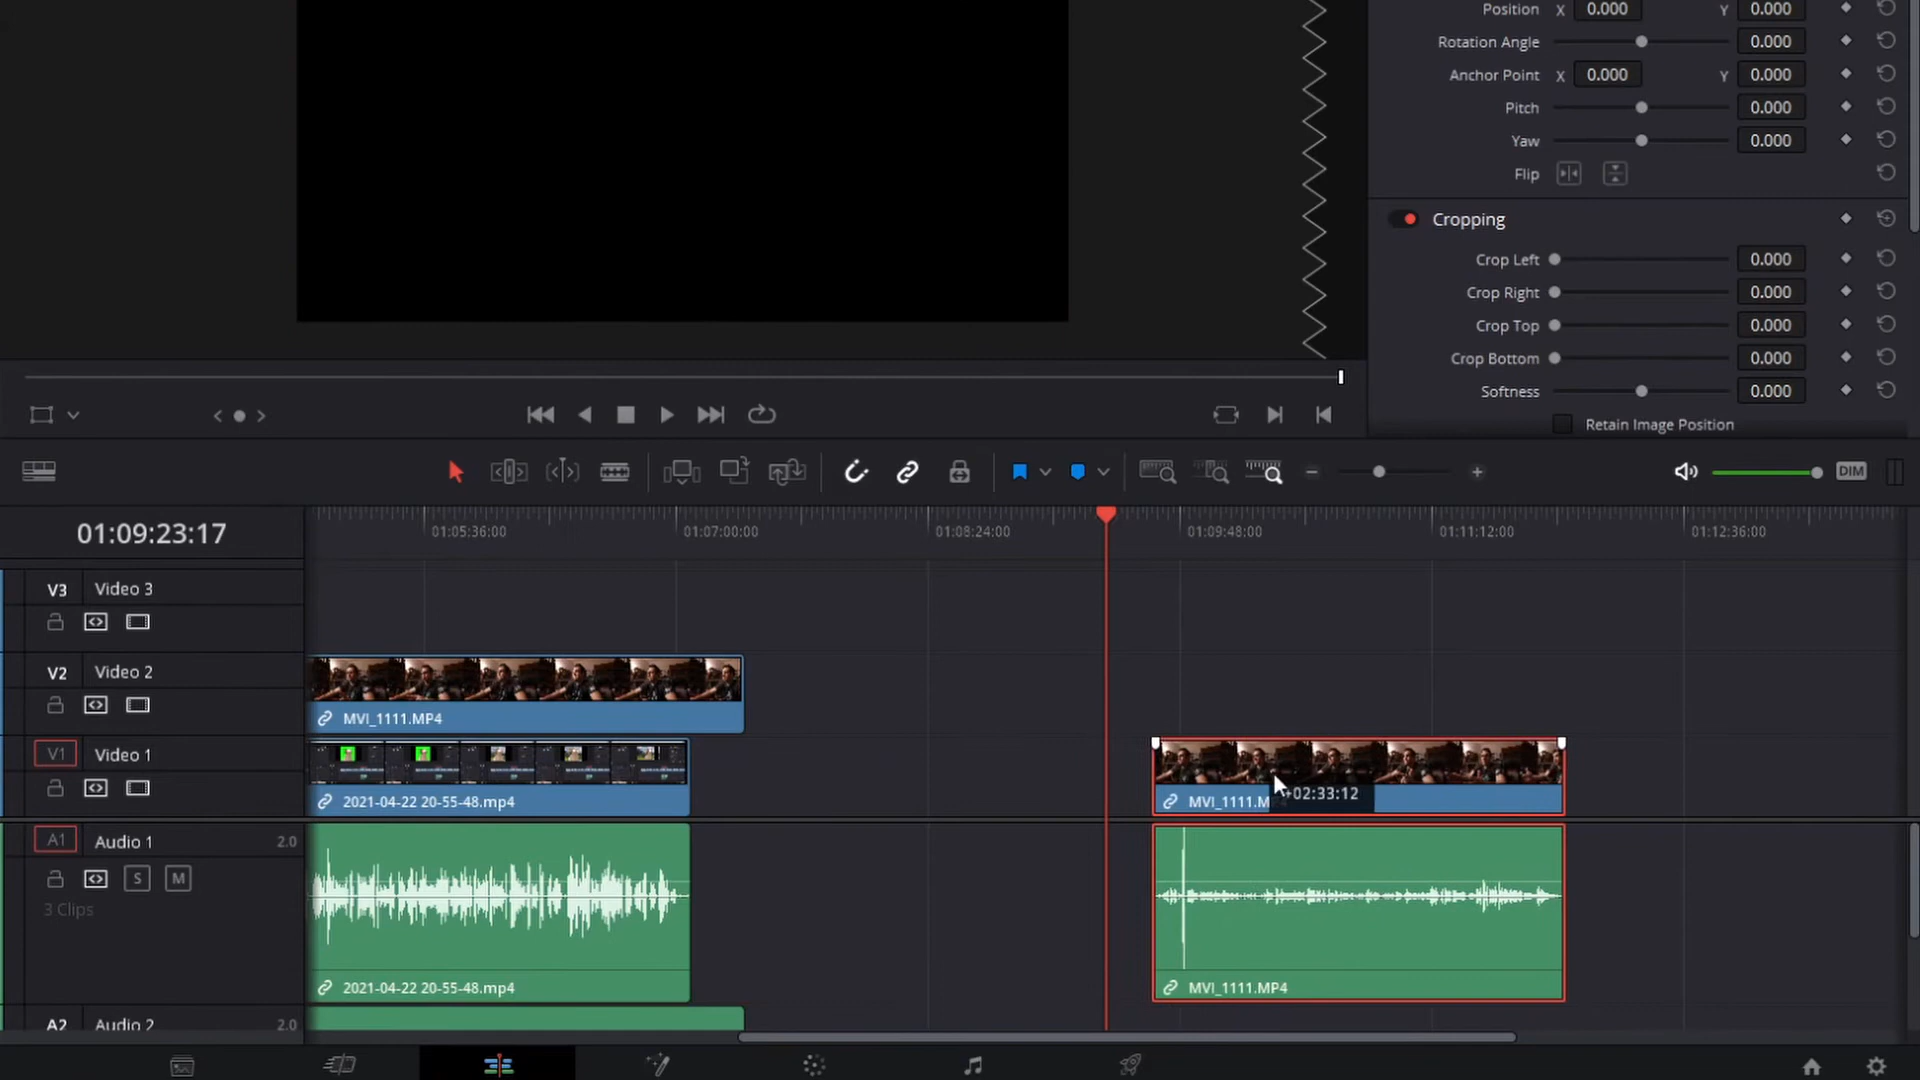 Position X 0.000 Y 0.000
Rotation Angle 0.000
Anchor Point X 0.000 Y 0.000
Pitch 0.000
Yaw 0.000
Flip
Cropping
Crop Left 0.000
Crop Right 0.000
Crop Top 0.000
Crop Bottom 0.000
Softness 0.000
Retain Image Position
DIM
01:09:23:17
01:05:36:00 01:07:00:00 01:08:24:00 01:09:48:00 01:11:12:00 01:12:36:00
V3 Video 3
V2 Video 2
MVI_1111.MP4
V1 Video 1
2021-04-22 20-55-48.mp4
MVI_1111.M
+02:33:12
A1 Audio 1 2.0
S M
3 Clips
2021-04-22 20-55-48.mp4
MVI_1111.MP4
A2 Audio 2 2.0